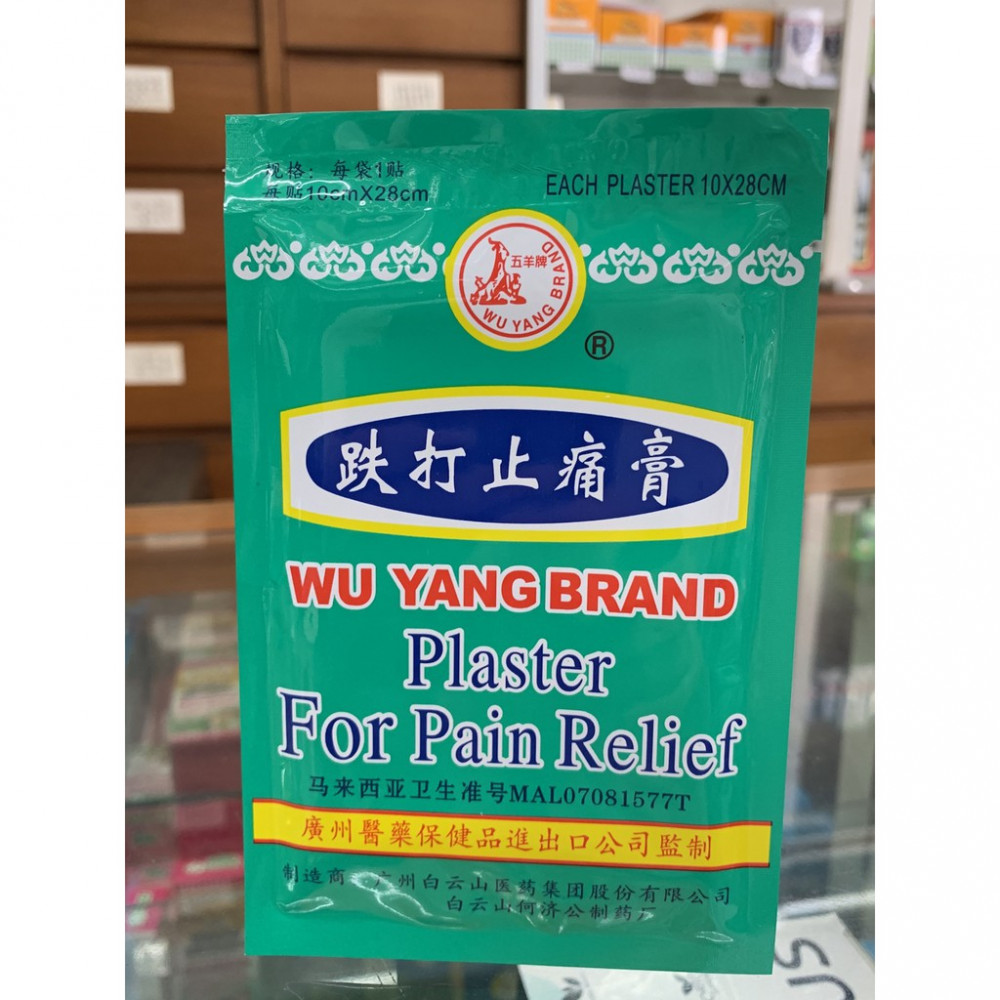 规格：每袋1贴
每贴10cmX28cm
EACH PLASTER 10X28CM
五羊牌
WU YANG BRAND
®
跌打止痛膏
WU YANG BRAND
Plaster
For Pain Relief
马来西亚卫生准号MAL07081577T
廣州醫藥保健品進出口公司監制
制造商 广州白云山医药集团股份有限公司
白云山何济公制药厂